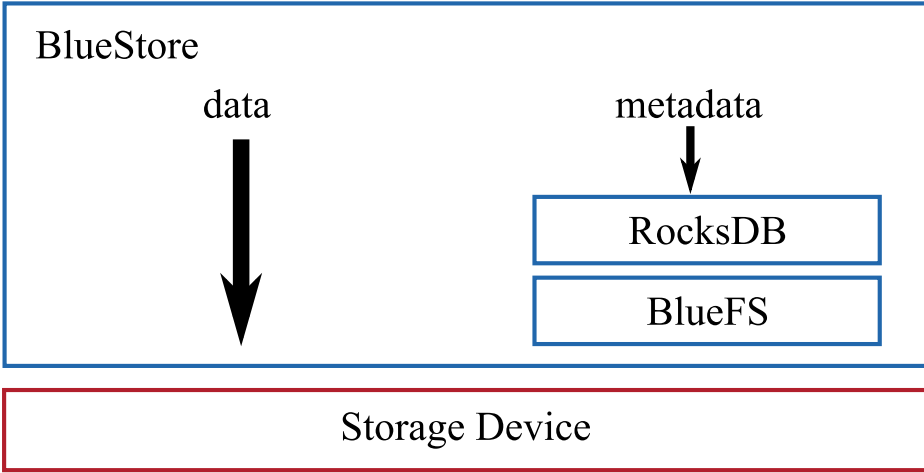 BlueStore
data
metadata
RocksDB
BlueFS
Storage Device